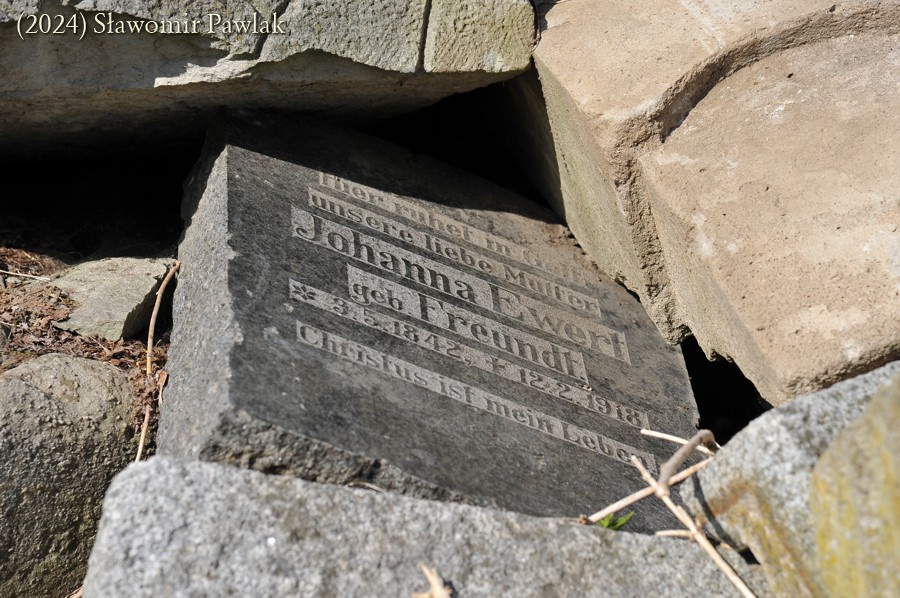 (2024) Sławomir Pawlak
Hier ruhet in Gott
unsere liebe Mutter
Johanna Ewert
geb Freundt
* 3.5.1842, † 12.2.1918
Christus ist mein Leben